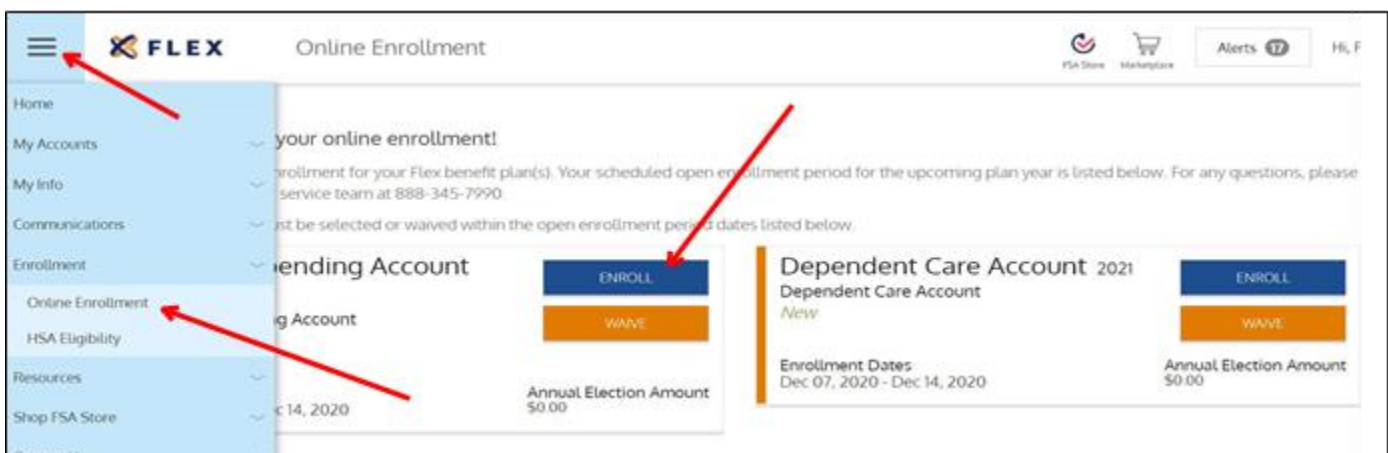 FLEX
Online Enrollment
FSA Store
Marketplace
Alerts 17
Hi, F
Home
My Accounts
My Info
Communications
Enrollment
Online Enrollment
HSA Eligibility
Resources
Shop FSA Store
your online enrollment!
rollment for your Flex benefit plan(s). Your scheduled open enrollment period for the upcoming plan year is listed below. For any questions, please
service team at 888-345-7990.
st be selected or waived within the open enrollment period dates listed below.
ending Account
g Account
c 14, 2020
ENROLL
WAIVE
Annual Election Amount
$0.00
Dependent Care Account 2021
Dependent Care Account
New
Enrollment Dates
Dec 07, 2020 - Dec 14, 2020
ENROLL
WAIVE
Annual Election Amount
$0.00